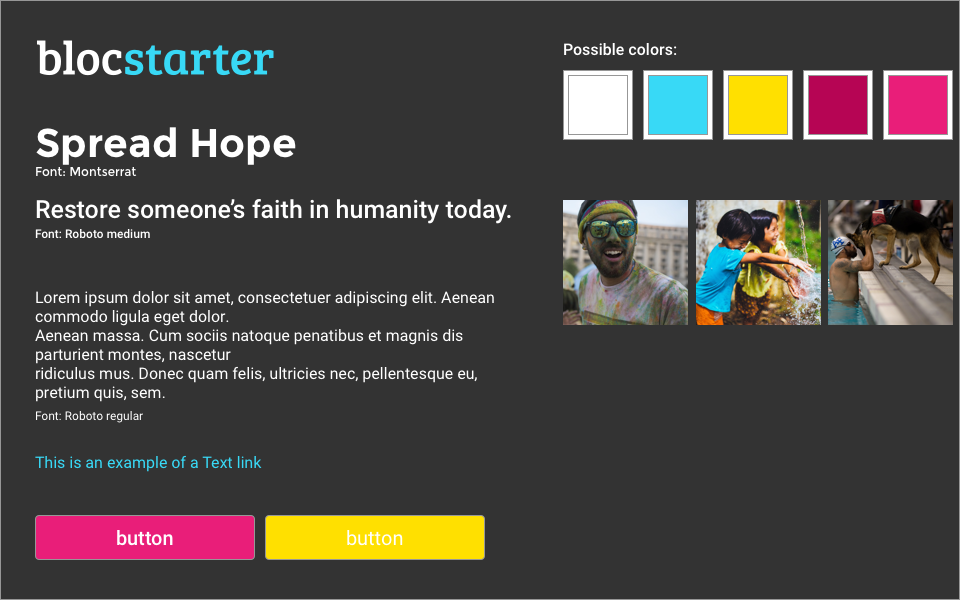 blocstarter
Possible colors:
Spread Hope
Font: Montserrat
Restore someone’s faith in humanity today.
Font: Roboto medium
Lorem ipsum dolor sit amet, consectetuer adipiscing elit. Aenean
commodo ligula eget dolor.
Aenean massa. Cum sociis natoque penatibus et magnis dis
parturient montes, nascetur
ridiculus mus. Donec quam felis, ultricies nec, pellentesque eu,
pretium quis, sem.
Font: Roboto regular
This is an example of a Text link
button
button